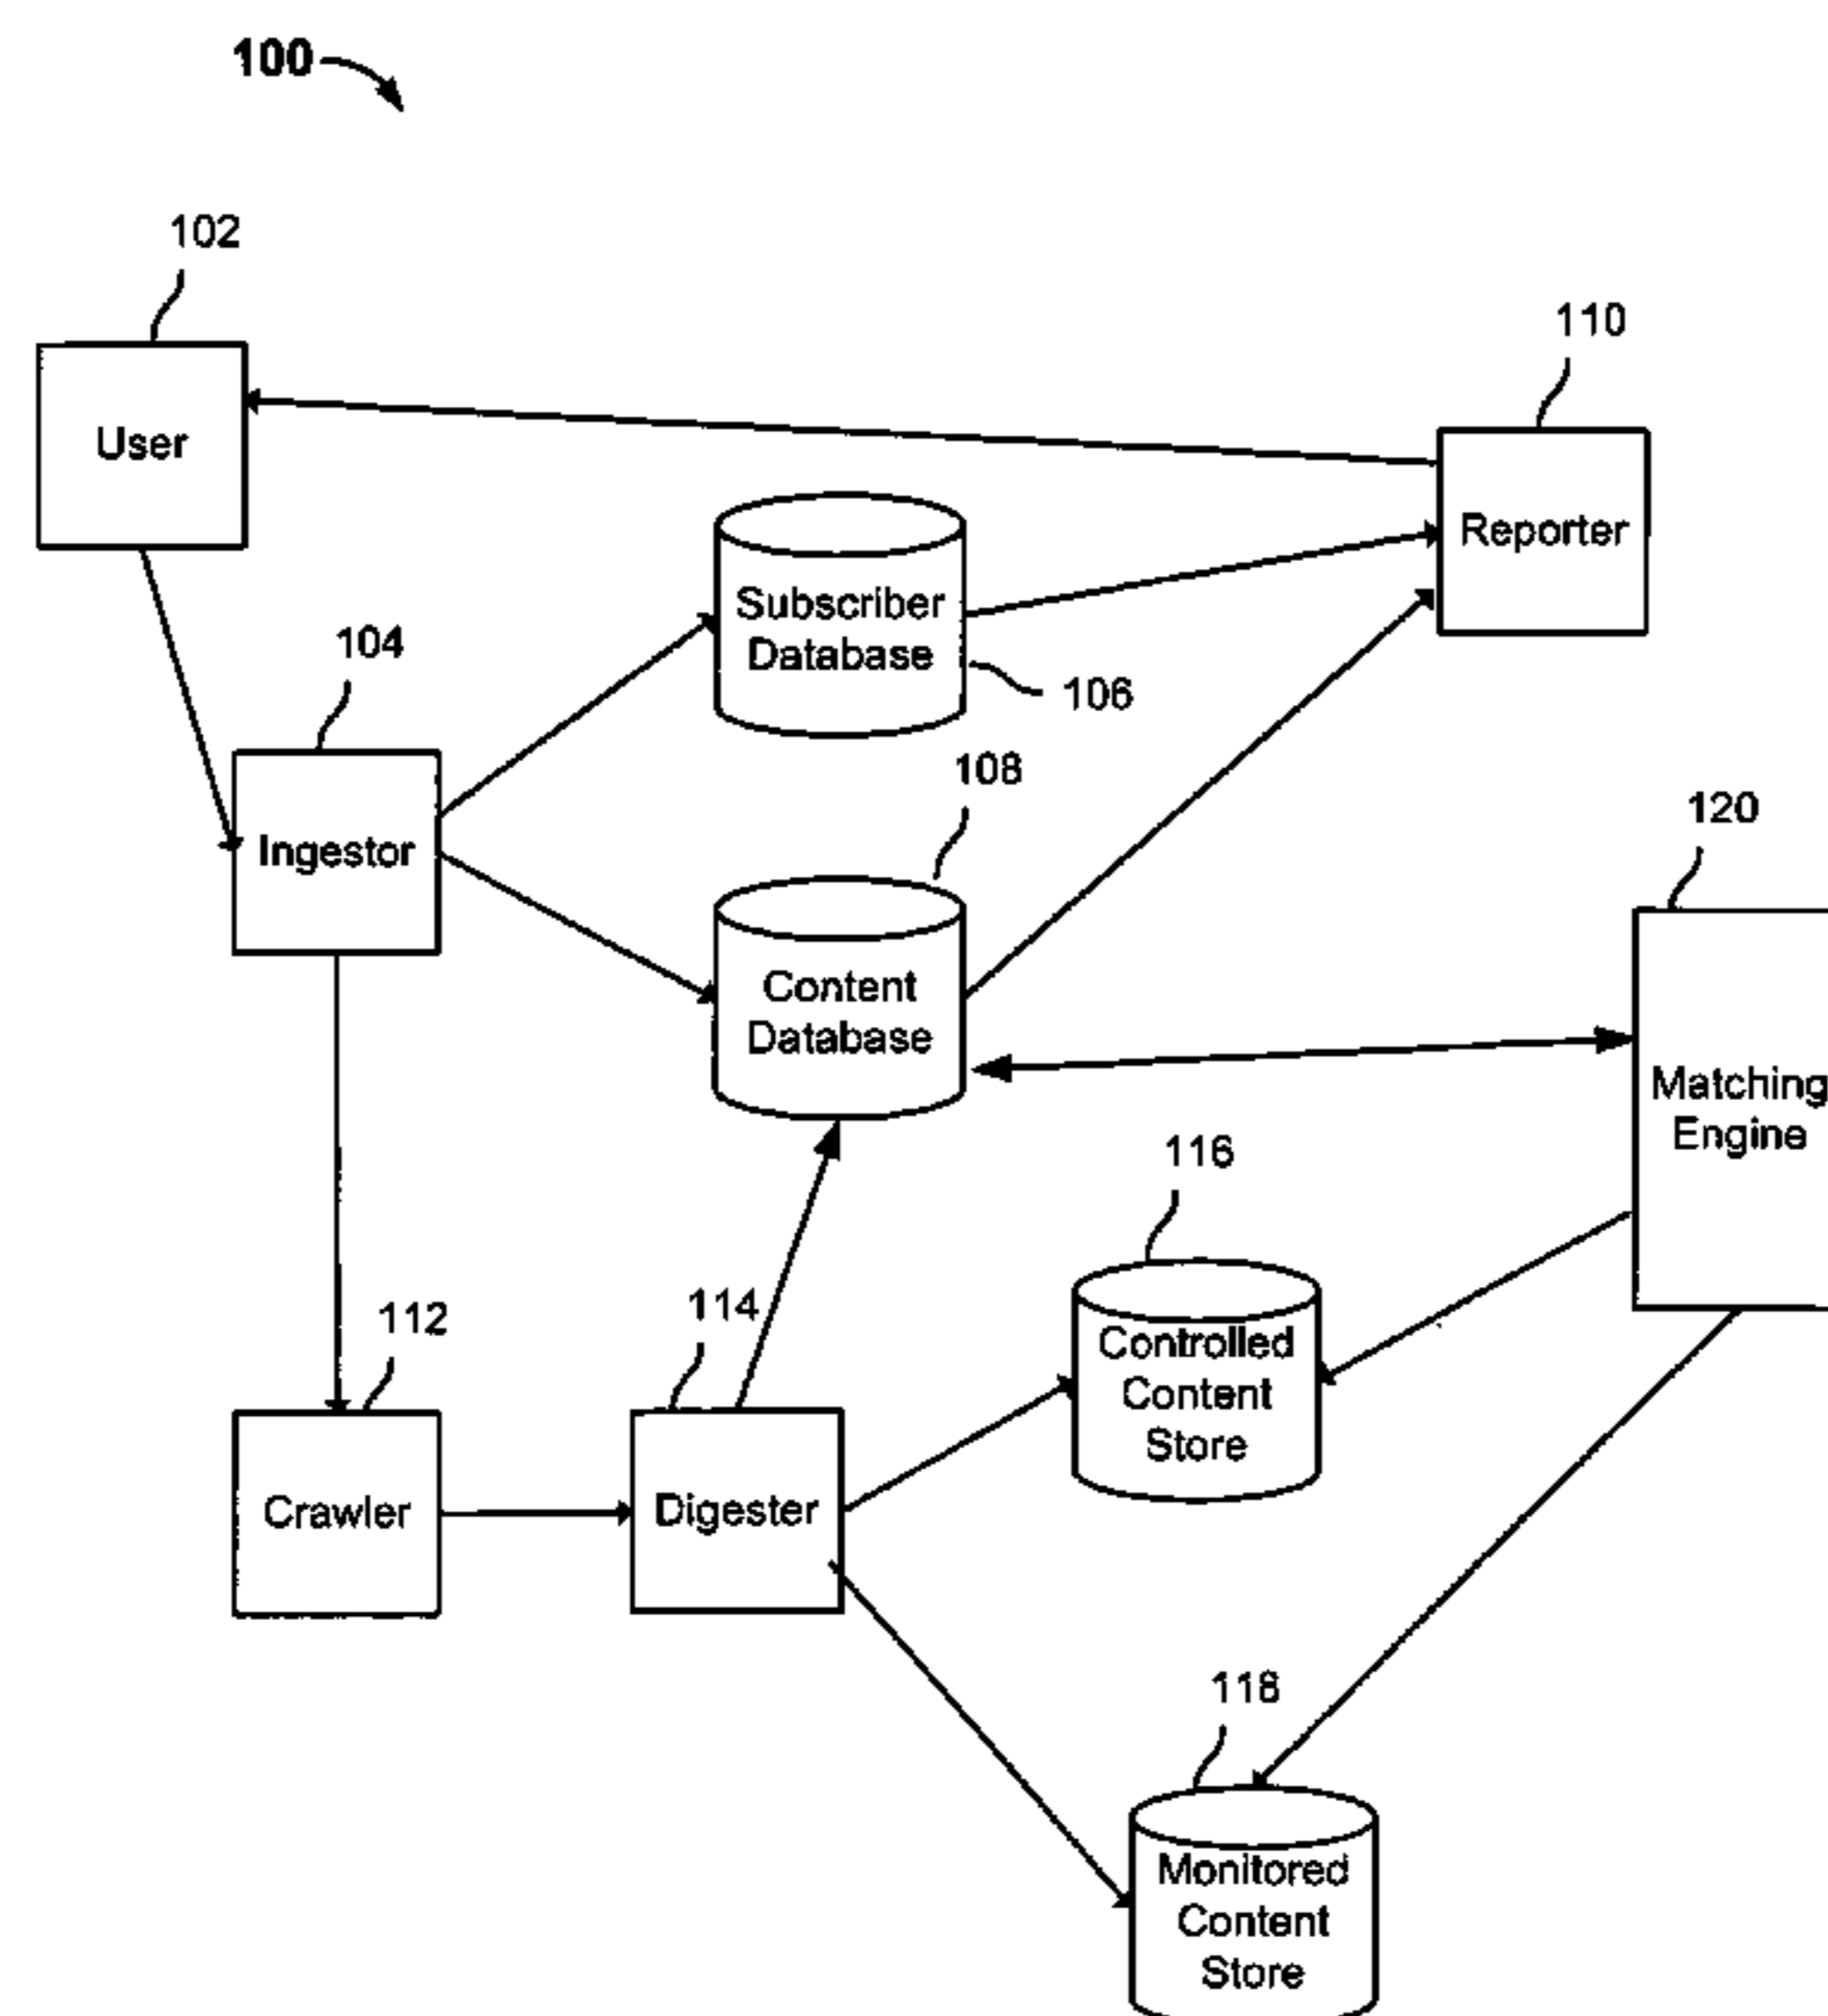 100
102
User
110
Reporter
Subscriber
Database
106
104
Ingestor
108
Content
Database
120
Matching
Engine
116
Controlled
Content
Store
112
Crawler
114
Digester
118
Monitored
Content
Store